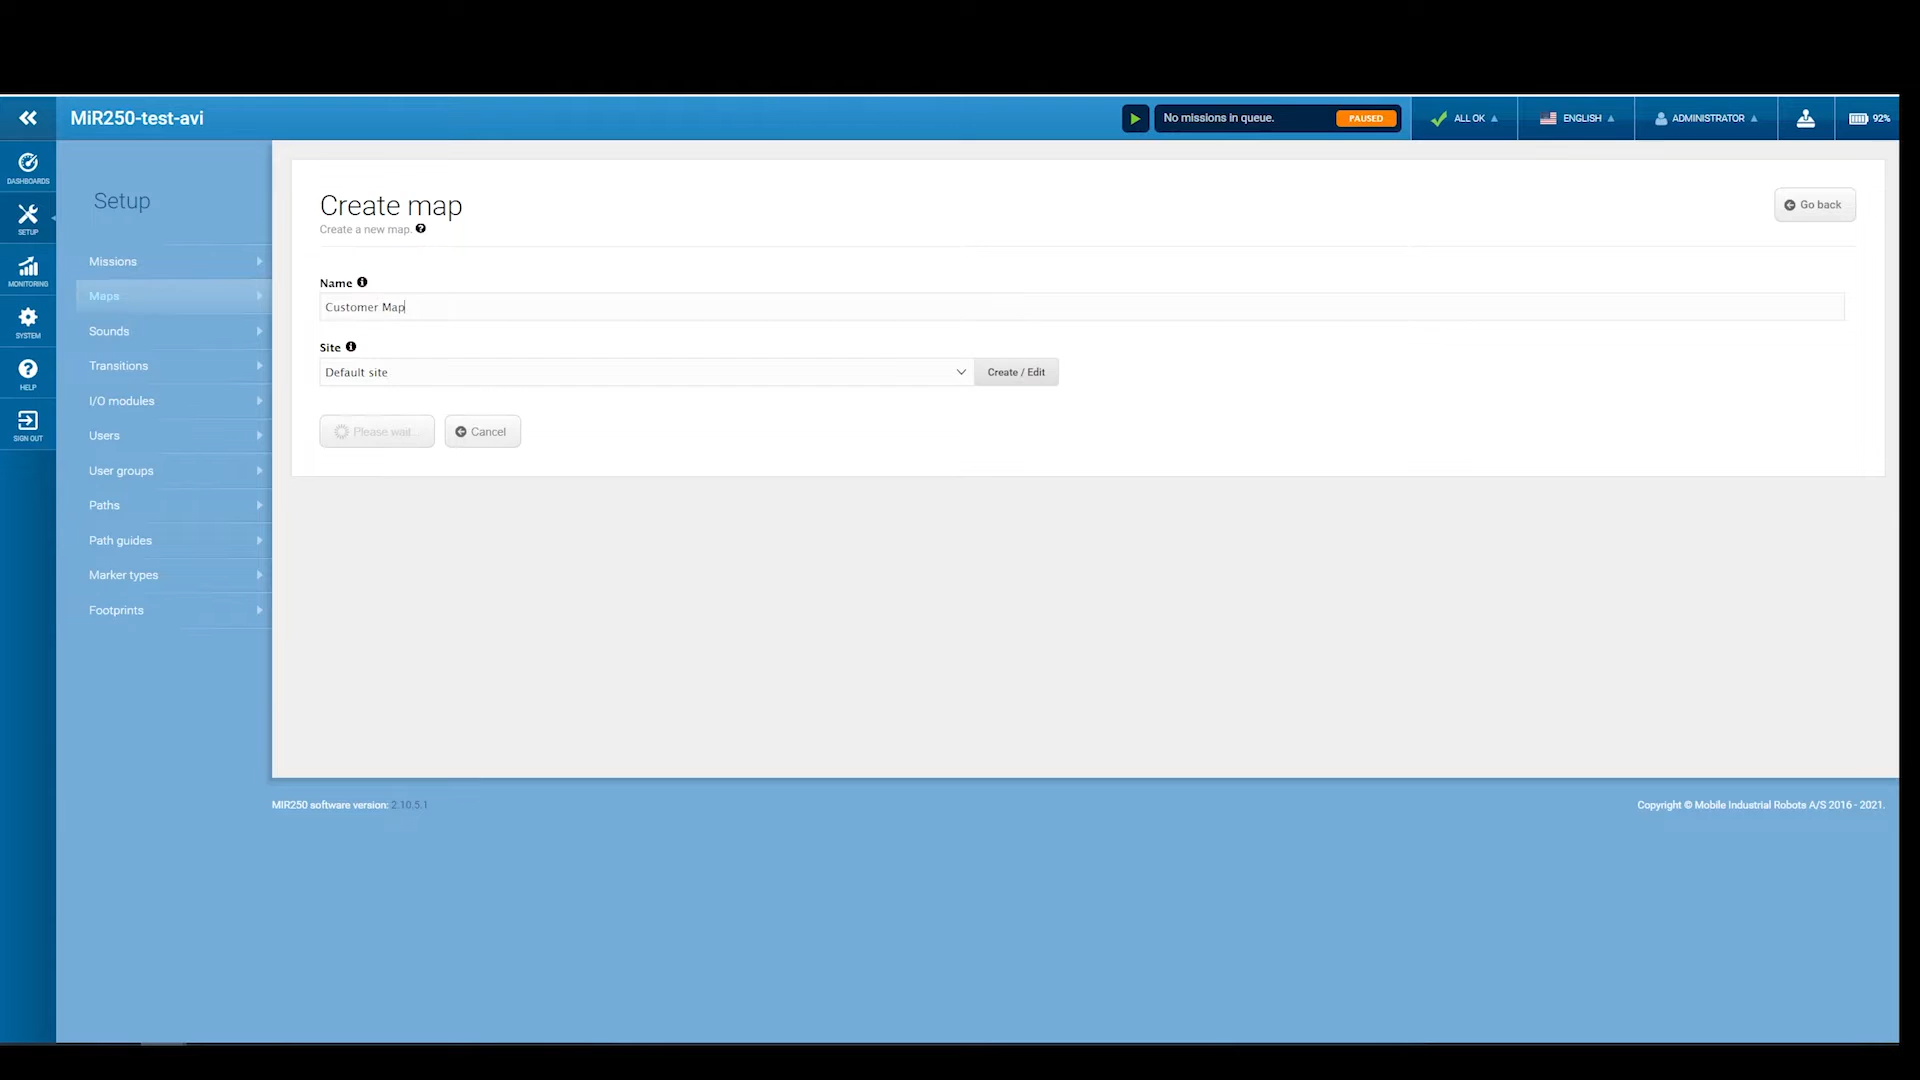 MiR250-test-avi
No missions in queue.
PAUSED
ALL OK
ENGLISH
ADMINISTRATOR
92%
DASHBOARDS
SETUP
MONITORING
SYSTEM
HELP
SIGN OUT
Setup
Missions
Maps
Sounds
Transitions
I/O modules
Users
User groups
Paths
Path guides
Marker types
Footprints
Create map
Create a new map.
Go back
Name
Customer Map
Site
Default site
Create / Edit
Please wait...
Cancel
MIR250 software version: 2.10.5.1
Copyright © Mobile Industrial Robots A/S 2016 - 2021.